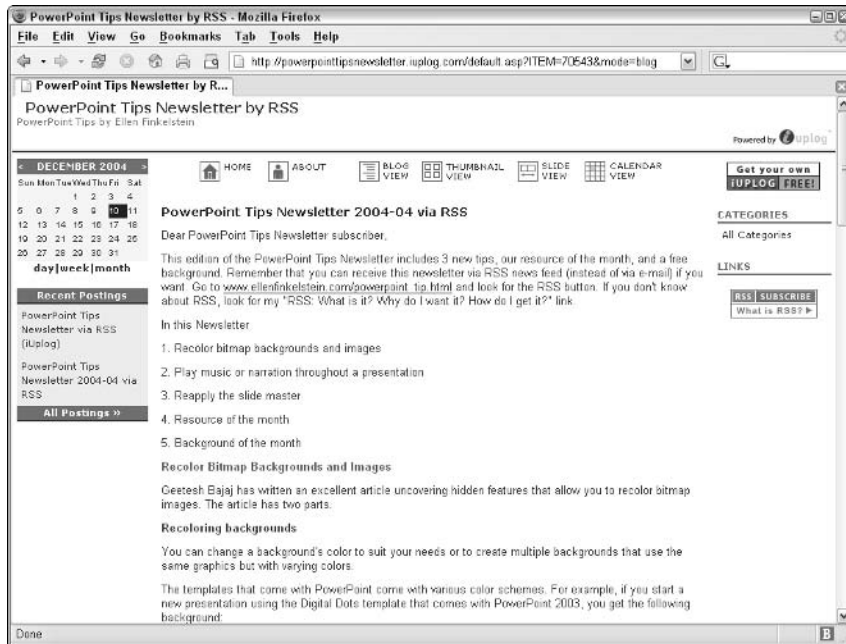 PowerPoint Tips Newsletter by RSS - Mozilla Firefox
File Edit View Go Bookmarks Tab Tools Help
http://powerpointtipsnewsletter.iuplog.com/default.asp?ITEM=70543&mode=blog
G
PowerPoint Tips Newsletter by R...
PowerPoint Tips Newsletter by RSS
PowerPoint Tips by Ellen Finkelstein
Powered by iuplog
< DECEMBER 2004 >
Sun Mon Tue Wed Thu Fri Sat
1 2 3 4
5 6 7 8 9 10 11
12 13 14 15 16 17 18
19 20 21 22 23 24 25
26 27 28 29 30 31
day|week|month
Recent Postings
PowerPoint Tips
Newsletter via RSS
(iUplog)
PowerPoint Tips
Newsletter 2004-04 via
RSS
All Postings »
HOME
ABOUT
BLOG
VIEW
THUMBNAIL
VIEW
SLIDE
VIEW
CALENDAR
VIEW
PowerPoint Tips Newsletter 2004-04 via RSS
Dear PowerPoint Tips Newsletter subscriber,
This edition of the PowerPoint Tips Newsletter includes 3 new tips, our resource of the month, and a free
background. Remember that you can receive this newsletter via RSS news feed (instead of via e-mail) if you
want. Go to www.ellenfinkelstein.com/powerpoint_tip.html and look for the RSS button. If you don't know
about RSS, look for my "RSS: What is it? Why do I want it? How do I get it?" link.
In this Newsletter
1. Recolor bitmap backgrounds and images
2. Play music or narration throughout a presentation
3. Reapply the slide master
4. Resource of the month
5. Background of the month
Recolor Bitmap Backgrounds and Images
Geetesh Bajaj has written an excellent article uncovering hidden features that allow you to recolor bitmap
images. The article has two parts.
Recoloring backgrounds
You can change a background's color to suit your needs or to create multiple backgrounds that use the
same graphics but with varying colors.
The templates that come with PowerPoint come with various color schemes. For example, if you start a
new presentation using the Digital Dots template that comes with PowerPoint 2003, you get the following
background:
Get your own
iUPLOG FREE!
CATEGORIES
All Categories
LINKS
RSS SUBSCRIBE
What is RSS?
Done
B